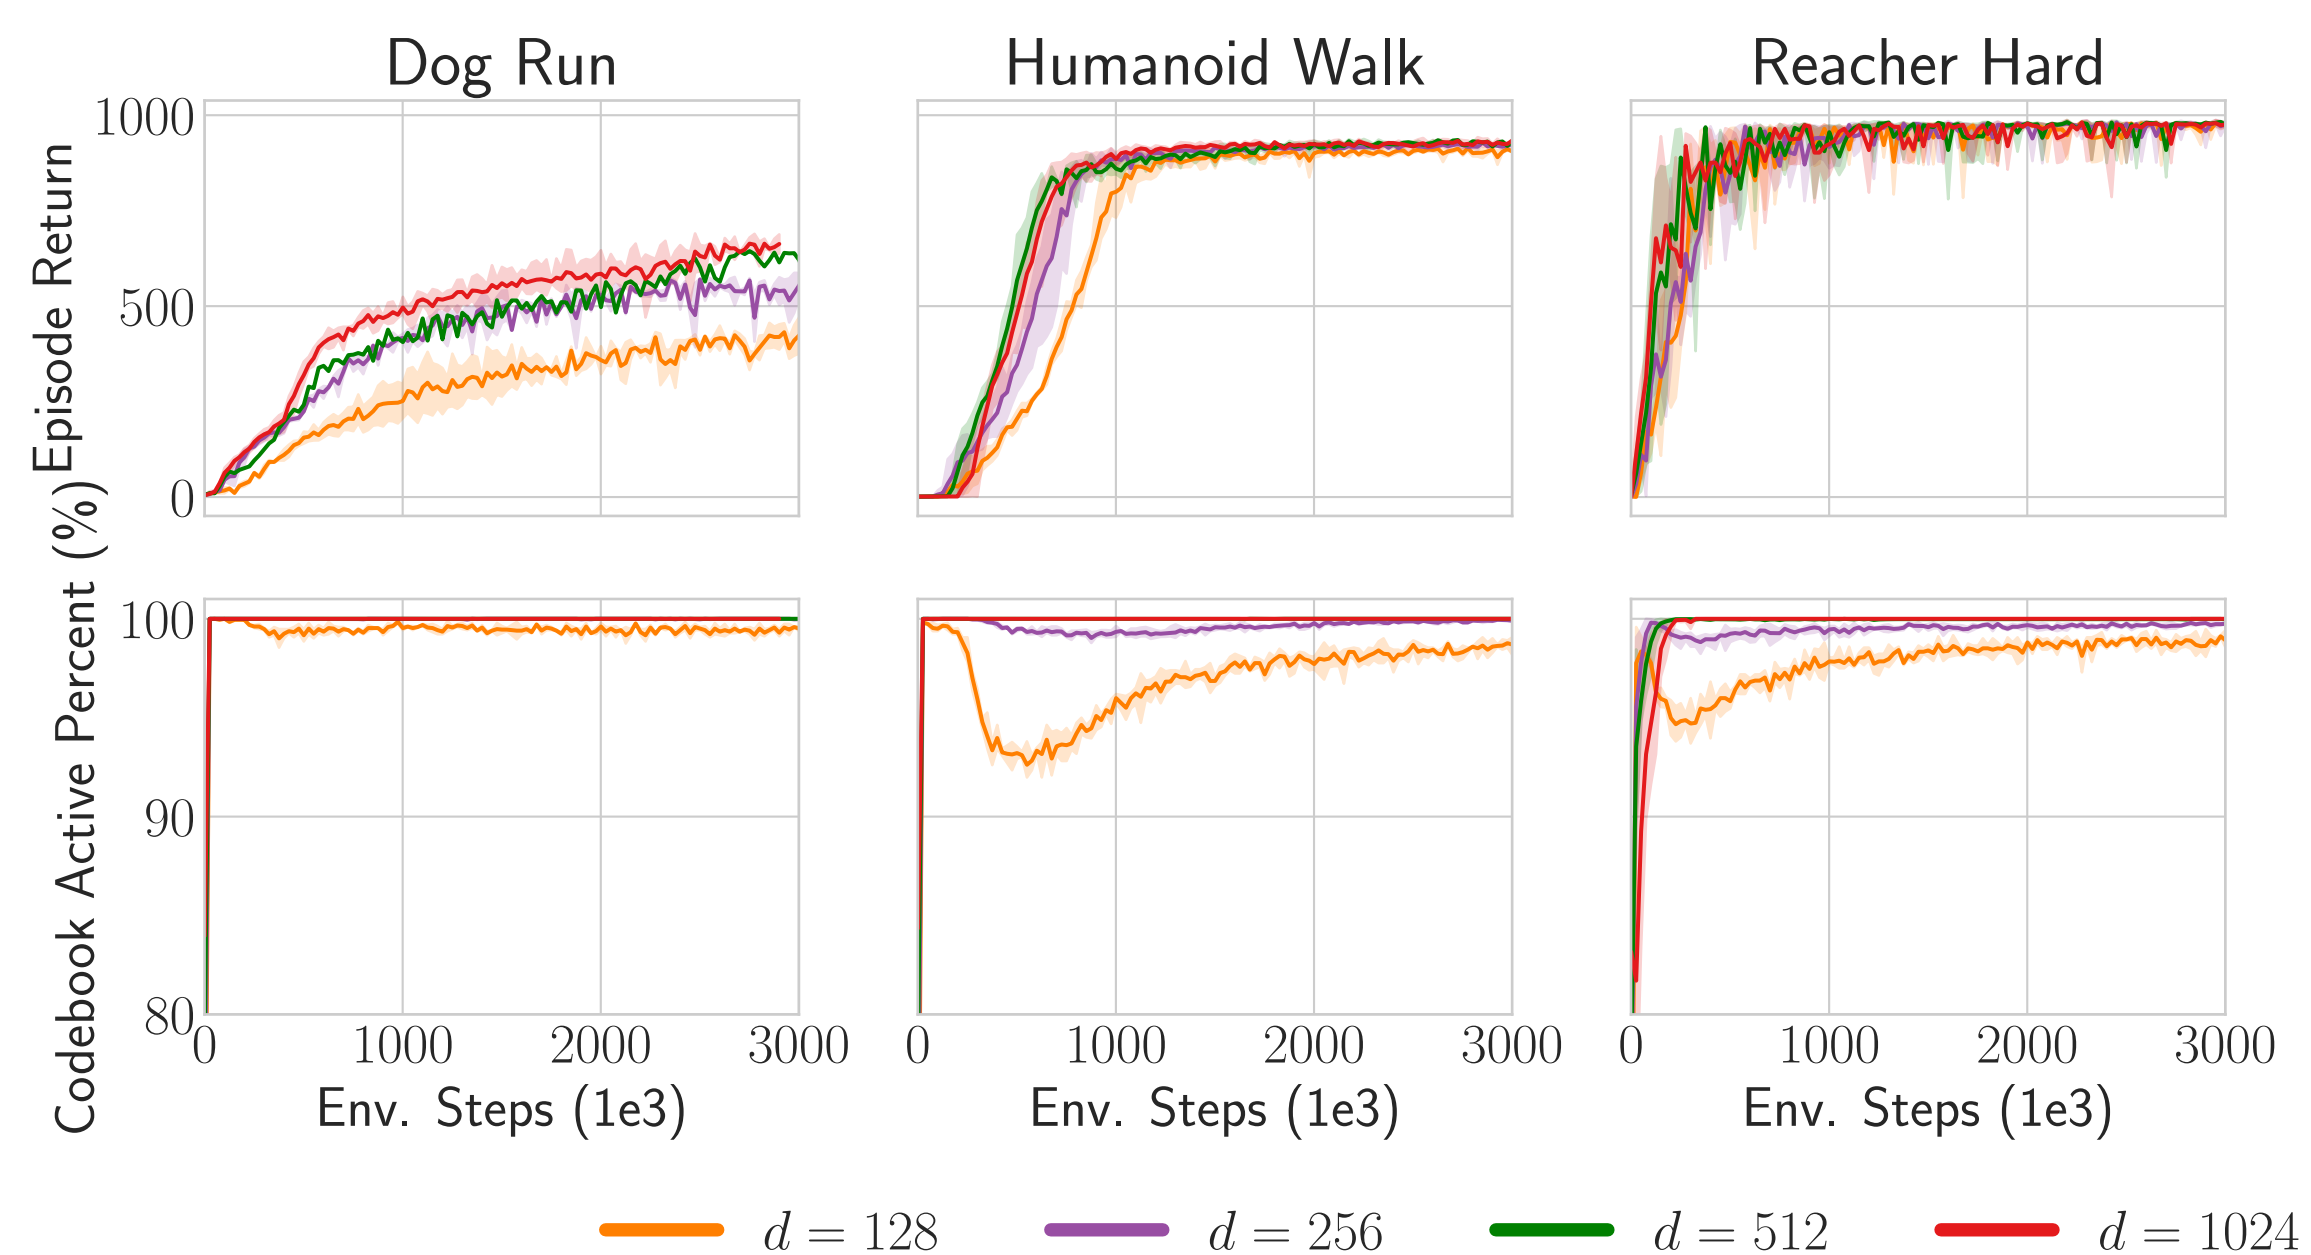 Dog Run
Humanoid Walk
Reacher Hard
Episode Return
1000
500
0
Codebook Active Percent (%)
100
90
80
0 1000 2000 3000
0 1000 2000 3000
0 1000 2000 3000
Env. Steps (1e3)
Env. Steps (1e3)
Env. Steps (1e3)
d = 128
d = 256
d = 512
d = 1024